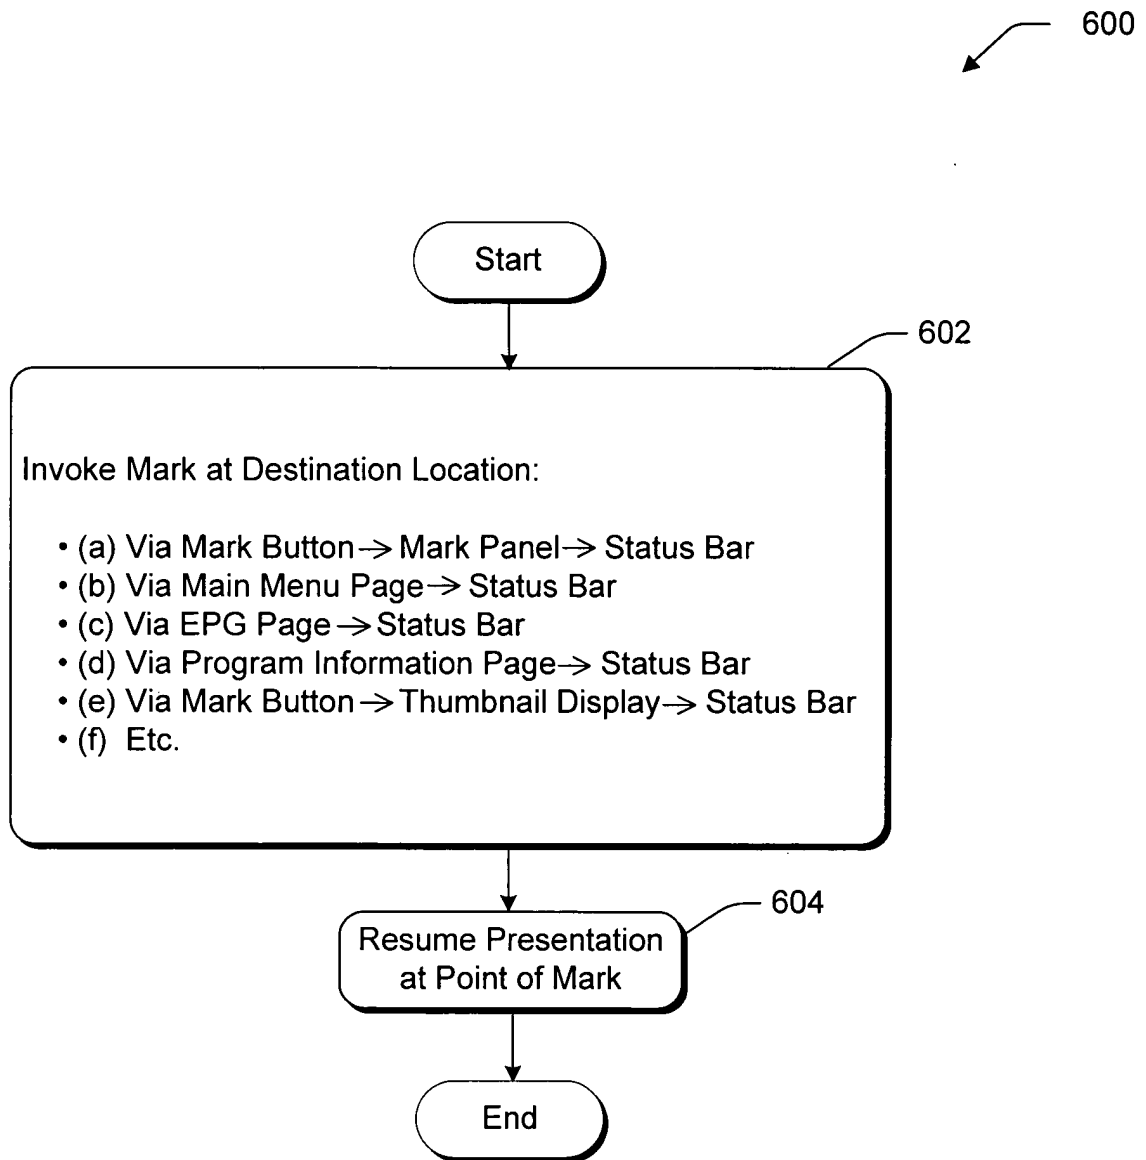 600
Start
602
Invoke Mark at Destination Location:
• (a) Via Mark Button→ Mark Panel→ Status Bar
• (b) Via Main Menu Page→ Status Bar
• (c) Via EPG Page→ Status Bar
• (d) Via Program Information Page→ Status Bar
• (e) Via Mark Button→ Thumbnail Display→ Status Bar
• (f) Etc.
604
Resume Presentation
at Point of Mark
End